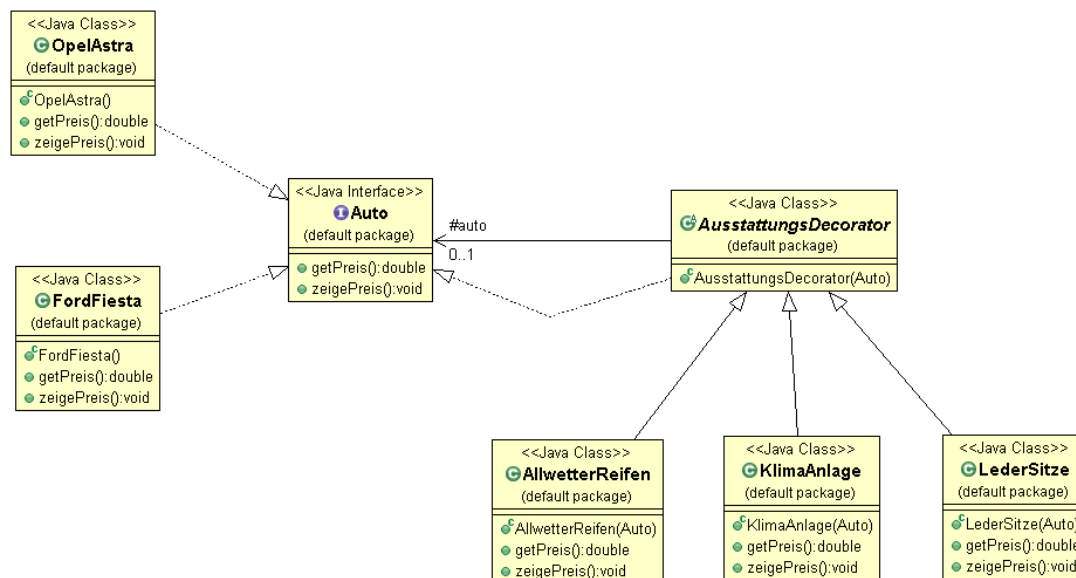 <<Java Class>>
OpelAstra
(default package)
OpelAstra()
getPreis():double
zeigePreis():void
<<Java Interface>>
Auto
(default package)
getPreis():double
zeigePreis():void
#auto
0..1
<<Java Class>>
AusstattungsDecorator
(default package)
AusstattungsDecorator(Auto)
<<Java Class>>
FordFiesta
(default package)
FordFiesta()
getPreis():double
zeigePreis():void
<<Java Class>>
AllwetterReifen
(default package)
AllwetterReifen(Auto)
getPreis():double
zeigePreis():void
<<Java Class>>
KlimaAnlage
(default package)
KlimaAnlage(Auto)
getPreis():double
zeigePreis():void
<<Java Class>>
LederSitze
(default package)
LederSitze(Auto)
getPreis():double
zeigePreis():void